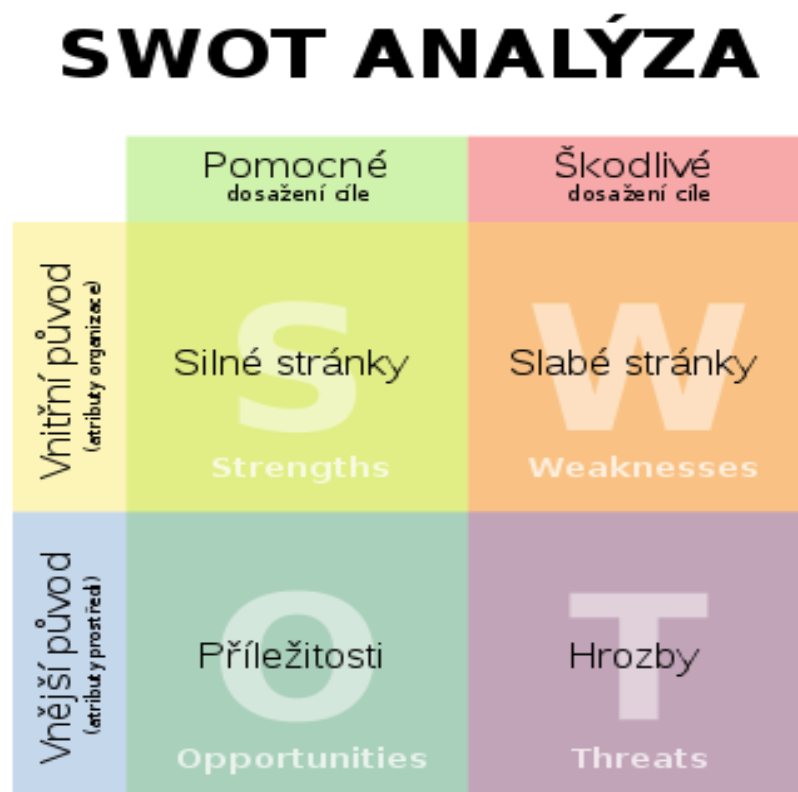 SWOT ANALÝZA
Pomocné
dosažení cíle
Škodlivé
dosažení cíle
Vnitřní původ
(atributy organizace)
S
Silné stránky
Strengths
W
Slabé stránky
Weaknesses
Vnější původ
(atributy prostředí)
O
Příležitosti
Opportunities
T
Hrozby
Threats